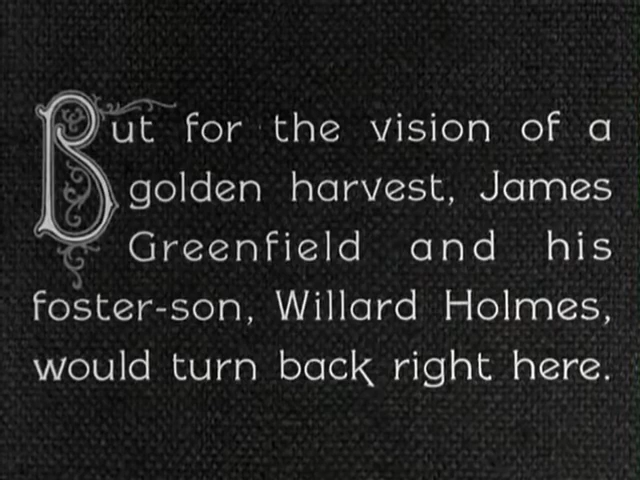 But for the vision of a
golden harvest, James
Greenfield and his
foster-son, Willard Holmes,
would turn back right here.